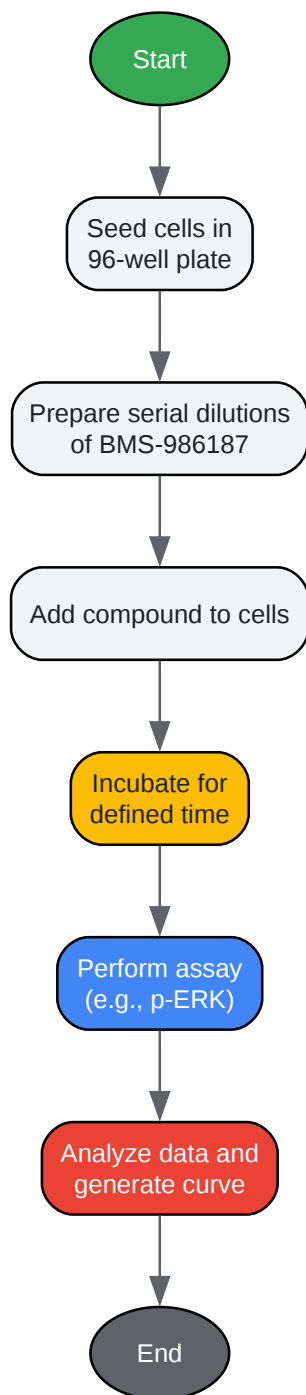 Start
Seed cells in
96-well plate
Prepare serial dilutions
of BMS-986187
Add compound to cells
Incubate for
defined time
Perform assay
(e.g., p-ERK)
Analyze data and
generate curve
End